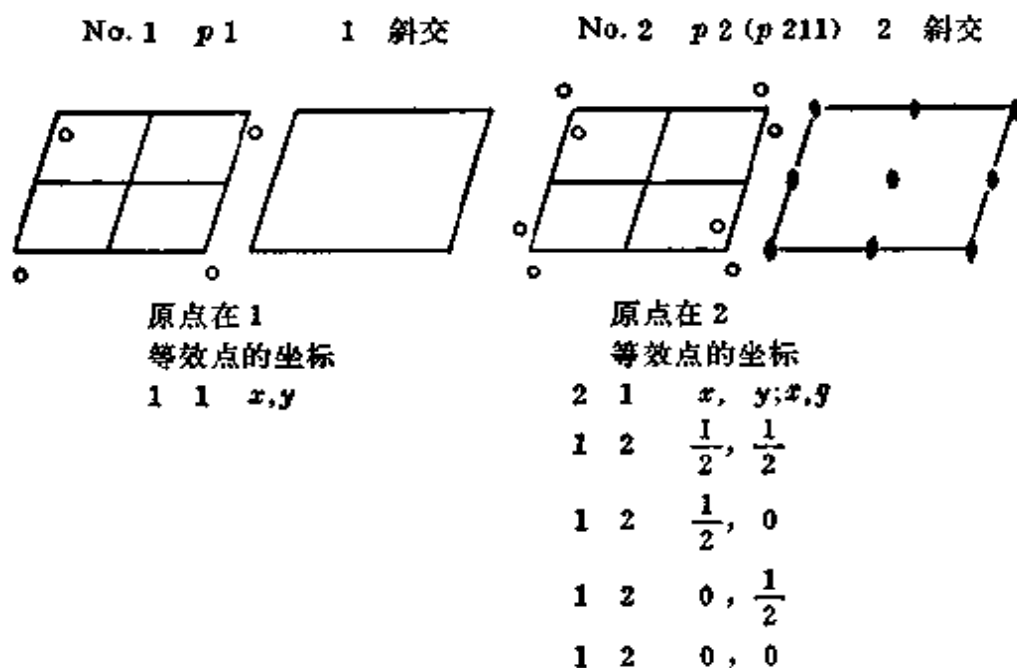 No. 1 p 1 1 斜交
No. 2 p 2 (p 211) 2 斜交
原点在 1
等效点的坐标
1 1 x,y
原点在 2
等效点的坐标
2 1 x, y; x̄,ȳ
1 2 1/2, 1/2
1 2 1/2, 0
1 2 0, 1/2
1 2 0, 0